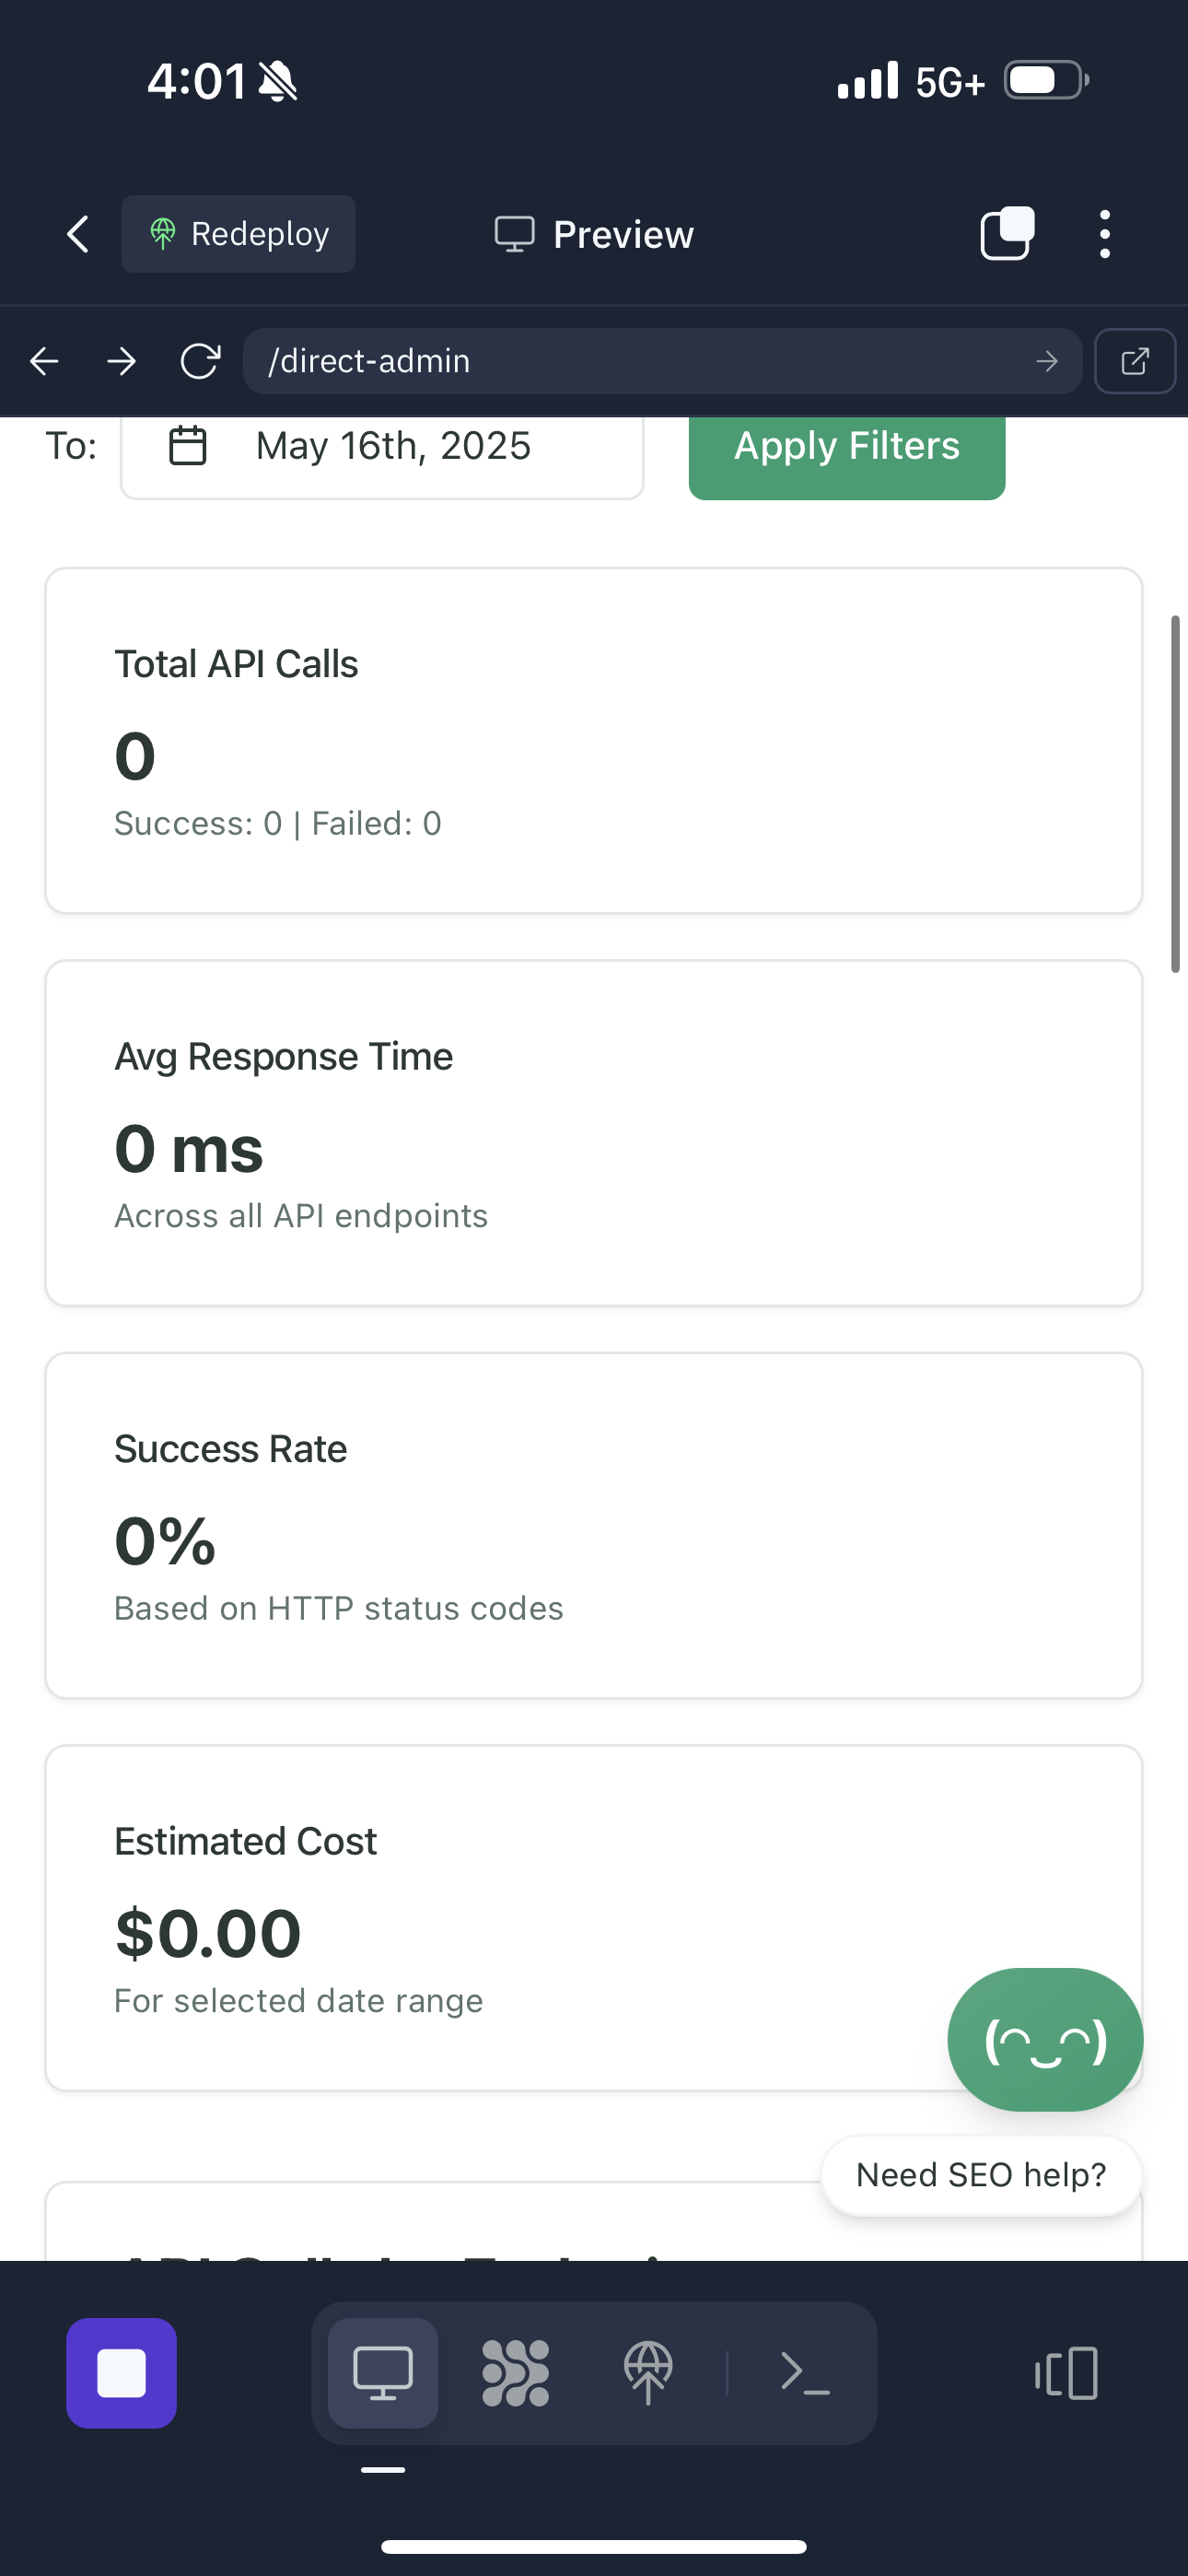 4:01
5G+
Redeploy
Preview
/direct-admin
To:
May 16th, 2025
Apply Filters
Total API Calls
0
Success: 0 | Failed: 0
Avg Response Time
0 ms
Across all API endpoints
Success Rate
0%
Based on HTTP status codes
Estimated Cost
$0.00
For selected date range
Need SEO help?